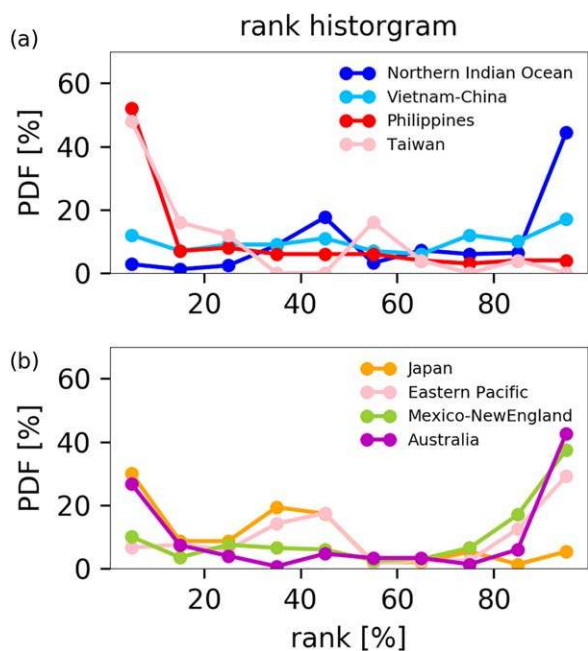 rank historgram
(a)
PDF [%]
60
40
20
0
Northern Indian Ocean
Vietnam-China
Philippines
Taiwan
20 40 60 80
(b)
PDF [%]
60
40
20
0
Japan
Eastern Pacific
Mexico-NewEngland
Australia
20 40 60 80
rank [%]